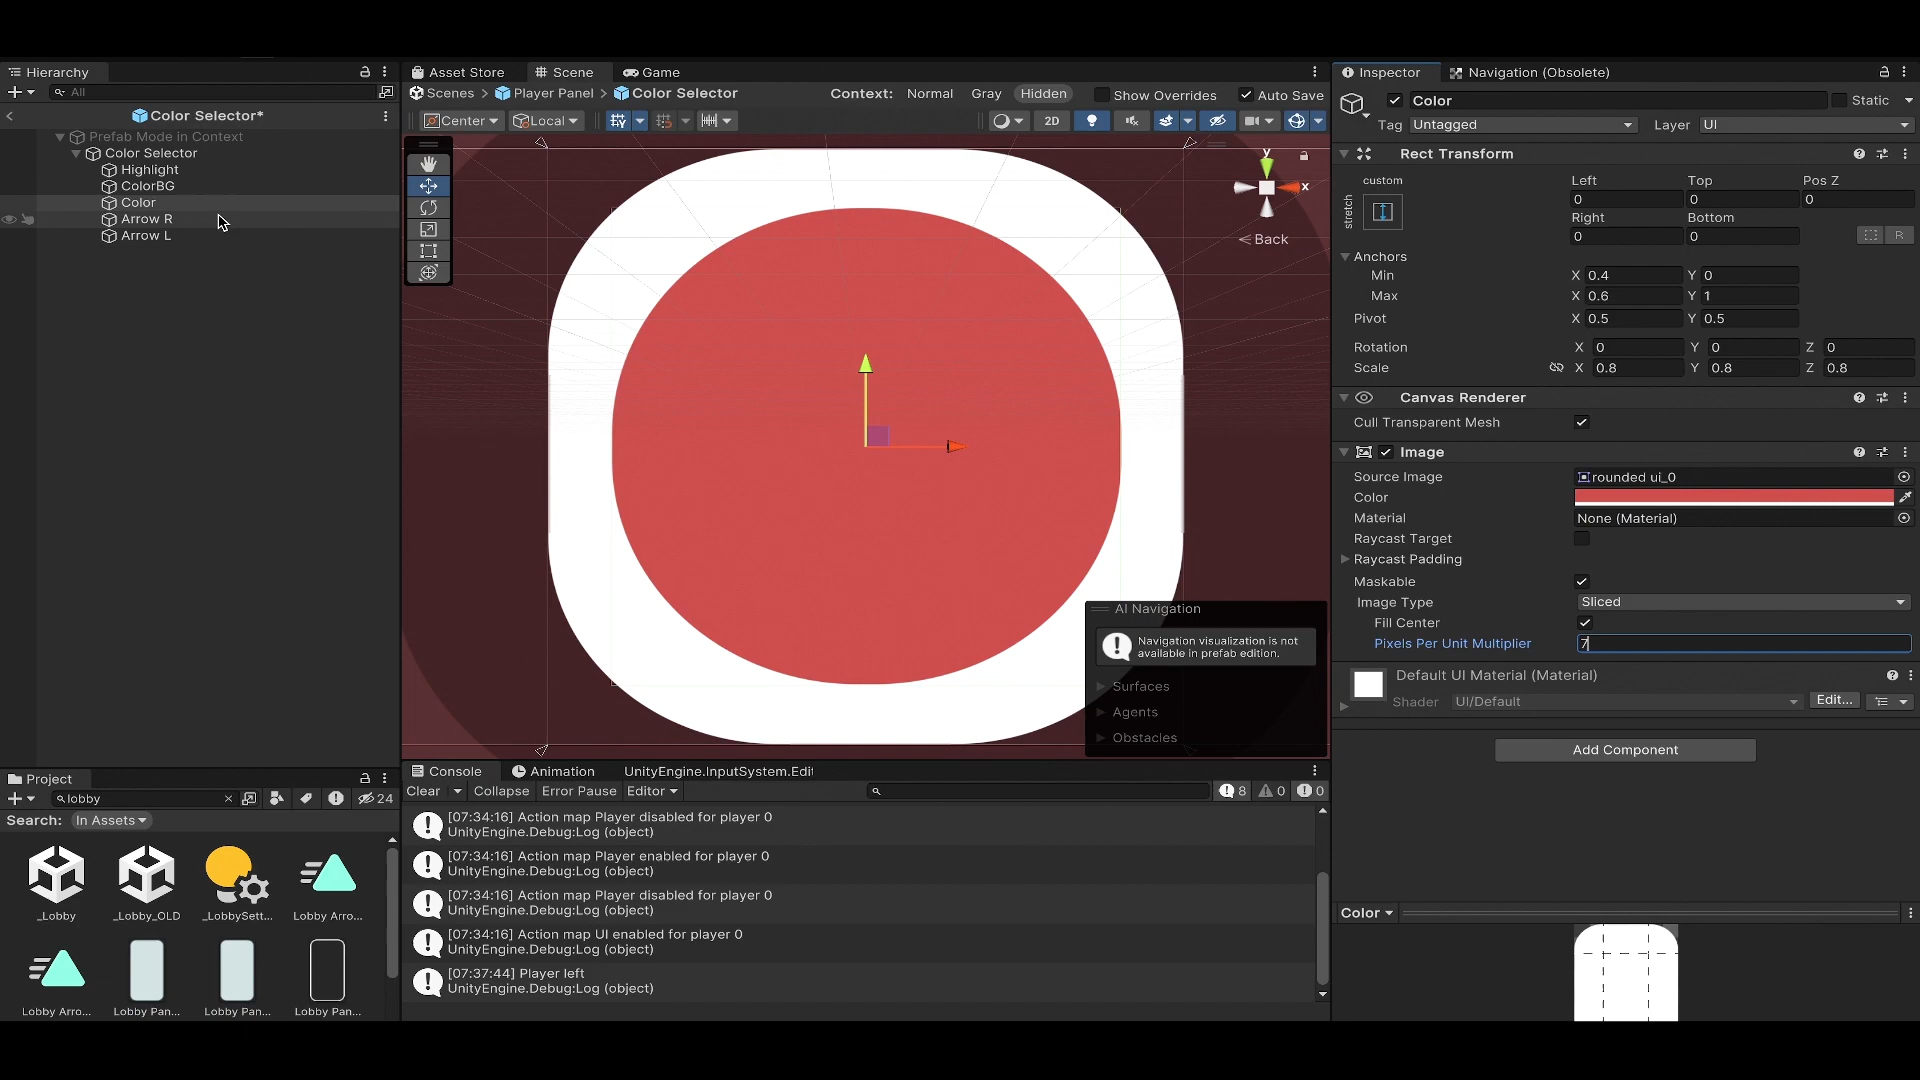 Hierarchy
All
Color Selector*
Prefab Mode in Context
Color Selector
Highlight
ColorBG
Color
Arrow R
Arrow L
Asset Store
Scene
Game
Scenes > Player Panel > Color Selector
Context: Normal Gray Hidden
Show Overrides
Auto Save
Center
Local
2D
y
x
< Back
AI Navigation
Navigation visualization is not
available in prefab edition.
Surfaces
Agents
Obstacles
Inspector
Navigation (Obsolete)
Color
Static
Tag Untagged
Layer UI
Rect Transform
custom
stretch
Left Top Pos Z
0 0 0
Right Bottom
0 0
R
Anchors
Min X 0.4 Y 0
Max X 0.6 Y 1
Pivot X 0.5 Y 0.5
Rotation X 0 Y 0 Z 0
Scale X 0.8 Y 0.8 Z 0.8
Canvas Renderer
Cull Transparent Mesh
Image
Source Image rounded ui_0
Color
Material None (Material)
Raycast Target
Raycast Padding
Maskable
Image Type Sliced
Fill Center
Pixels Per Unit Multiplier 7
Default UI Material (Material)
Shader UI/Default Edit...
Add Component
Color
Project
lobby
24
Search: In Assets
_Lobby
_Lobby_OLD
_LobbySett...
Lobby Arro...
Lobby Arro...
Lobby Pan...
Lobby Pan...
Lobby Pan...
Console
Animation
UnityEngine.InputSystem.Edit
Clear Collapse Error Pause Editor
8 0 0
[07:34:16] Action map Player disabled for player 0
UnityEngine.Debug:Log (object)
[07:34:16] Action map Player enabled for player 0
UnityEngine.Debug:Log (object)
[07:34:16] Action map Player disabled for player 0
UnityEngine.Debug:Log (object)
[07:34:16] Action map UI enabled for player 0
UnityEngine.Debug:Log (object)
[07:37:44] Player left
UnityEngine.Debug:Log (object)